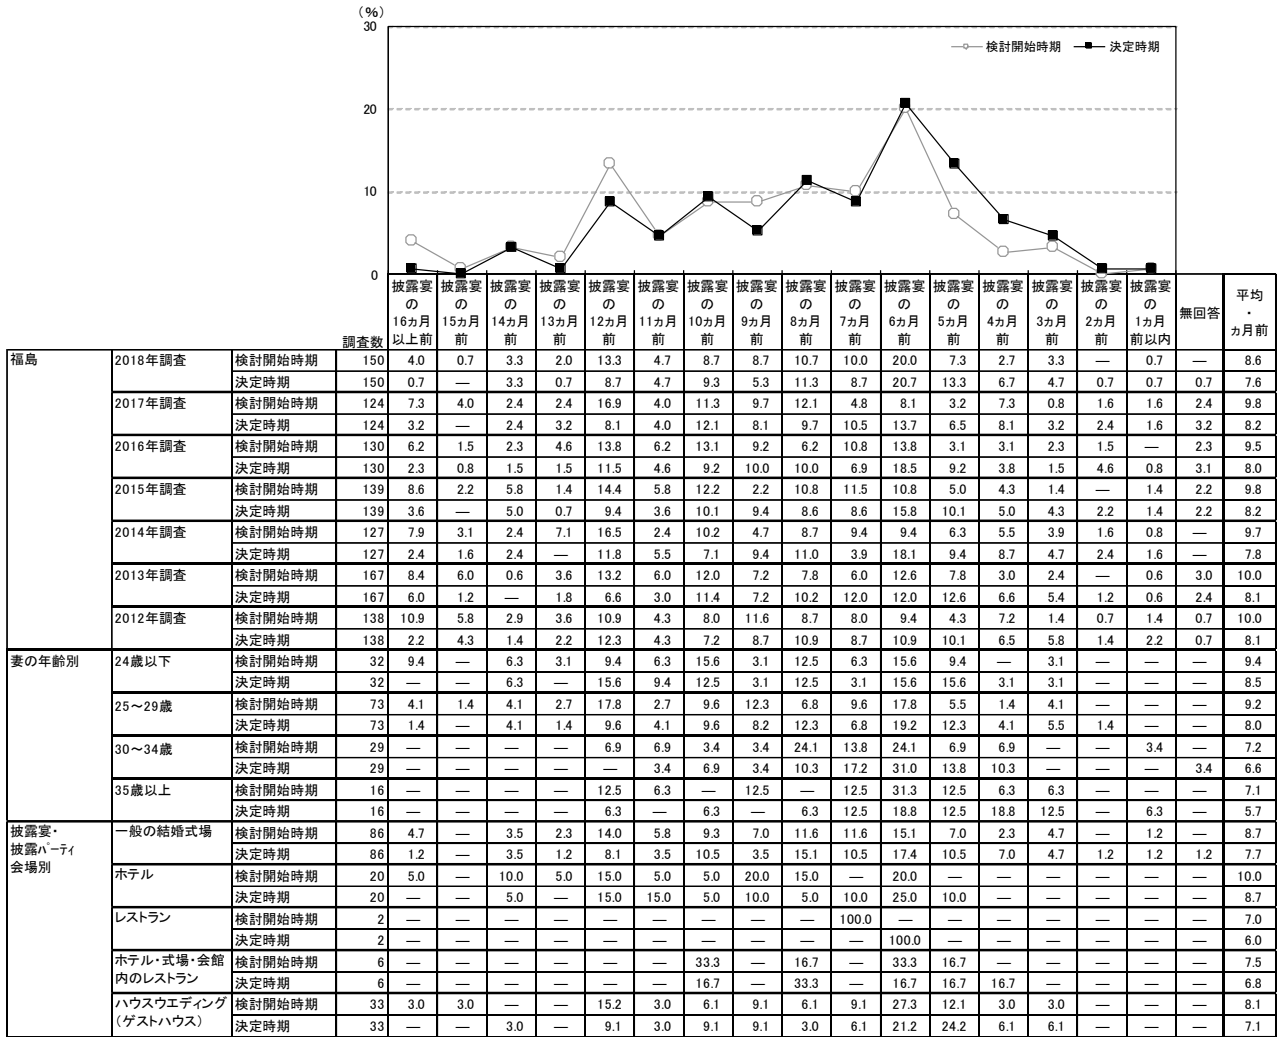 (%)
30
20
10
0
検討開始時期 決定時期
調査数 披露宴の16ヵ月以上前 披露宴の15ヵ月前 披露宴の14ヵ月前 披露宴の13ヵ月前 披露宴の12ヵ月前 披露宴の11ヵ月前 披露宴の10ヵ月前 披露宴の9ヵ月前 披露宴の8ヵ月前 披露宴の7ヵ月前 披露宴の6ヵ月前 披露宴の5ヵ月前 披露宴の4ヵ月前 披露宴の3ヵ月前 披露宴の2ヵ月前 披露宴の1ヵ月前以内 無回答 平均・ヵ月前
福島 2018年調査 検討開始時期 150 4.0 0.7 3.3 2.0 13.3 4.7 8.7 8.7 10.7 10.0 20.0 7.3 2.7 3.3 — 0.7 — 8.6
決定時期 150 0.7 — 3.3 0.7 8.7 4.7 9.3 5.3 11.3 8.7 20.7 13.3 6.7 4.7 0.7 0.7 0.7 7.6
2017年調査 検討開始時期 124 7.3 4.0 2.4 2.4 16.9 4.0 11.3 9.7 12.1 4.8 8.1 3.2 7.3 0.8 1.6 1.6 2.4 9.8
決定時期 124 3.2 — 2.4 3.2 8.1 4.0 12.1 8.1 9.7 10.5 13.7 6.5 8.1 3.2 2.4 1.6 3.2 8.2
2016年調査 検討開始時期 130 6.2 1.5 2.3 4.6 13.8 6.2 13.1 9.2 6.2 10.8 13.8 3.1 3.1 2.3 1.5 — 2.3 9.5
決定時期 130 2.3 0.8 1.5 1.5 11.5 4.6 9.2 10.0 10.0 6.9 18.5 9.2 3.8 1.5 4.6 0.8 3.1 8.0
2015年調査 検討開始時期 139 8.6 2.2 5.8 1.4 14.4 5.8 12.2 2.2 10.8 11.5 10.8 5.0 4.3 1.4 — 1.4 2.2 9.8
決定時期 139 3.6 — 5.0 0.7 9.4 3.6 10.1 9.4 8.6 8.6 15.8 10.1 5.0 4.3 2.2 1.4 2.2 8.2
2014年調査 検討開始時期 127 7.9 3.1 2.4 7.1 16.5 2.4 10.2 4.7 8.7 9.4 9.4 6.3 5.5 3.9 1.6 0.8 — 9.7
決定時期 127 2.4 1.6 2.4 — 11.8 5.5 7.1 9.4 11.0 3.9 18.1 9.4 8.7 4.7 2.4 1.6 — 7.8
2013年調査 検討開始時期 167 8.4 6.0 0.6 3.6 13.2 6.0 12.0 7.2 7.8 6.0 12.6 7.8 3.0 2.4 — 0.6 3.0 10.0
決定時期 167 6.0 1.2 — 1.8 6.6 3.0 11.4 7.2 10.2 12.0 12.0 12.6 6.6 5.4 1.2 0.6 2.4 8.1
2012年調査 検討開始時期 138 10.9 5.8 2.9 3.6 10.9 4.3 8.0 11.6 8.7 8.0 9.4 4.3 7.2 1.4 0.7 1.4 0.7 10.0
決定時期 138 2.2 4.3 1.4 2.2 12.3 4.3 7.2 8.7 10.9 8.7 10.9 10.1 6.5 5.8 1.4 2.2 0.7 8.1
妻の年齢別 24歳以下 検討開始時期 32 9.4 — 6.3 3.1 9.4 6.3 15.6 3.1 12.5 6.3 15.6 9.4 — 3.1 — — — 9.4
決定時期 32 — — 6.3 — 15.6 9.4 12.5 3.1 12.5 3.1 15.6 15.6 3.1 3.1 — — — 8.5
25～29歳 検討開始時期 73 4.1 1.4 4.1 2.7 17.8 2.7 9.6 12.3 6.8 9.6 17.8 5.5 1.4 4.1 — — — 9.2
決定時期 73 1.4 — 4.1 1.4 9.6 4.1 9.6 8.2 12.3 6.8 19.2 12.3 4.1 5.5 1.4 — — 8.0
30～34歳 検討開始時期 29 — — — — 6.9 6.9 3.4 3.4 24.1 13.8 24.1 6.9 6.9 — — 3.4 — 7.2
決定時期 29 — — — — — 3.4 6.9 3.4 10.3 17.2 31.0 13.8 10.3 — — — 3.4 6.6
35歳以上 検討開始時期 16 — — — — 12.5 6.3 — 12.5 — 12.5 31.3 12.5 6.3 6.3 — — — 7.1
決定時期 16 — — — — 6.3 — 6.3 — 6.3 12.5 18.8 12.5 18.8 12.5 — 6.3 — 5.7
披露宴・披露パーティ会場別 一般の結婚式場 検討開始時期 86 4.7 — 3.5 2.3 14.0 5.8 9.3 7.0 11.6 11.6 15.1 7.0 2.3 4.7 — 1.2 — 8.7
決定時期 86 1.2 — 3.5 1.2 8.1 3.5 10.5 3.5 15.1 10.5 17.4 10.5 7.0 4.7 1.2 1.2 1.2 7.7
ホテル 検討開始時期 20 5.0 — 10.0 5.0 15.0 5.0 5.0 20.0 15.0 — 20.0 — — — — — — 10.0
決定時期 20 — — 5.0 — 15.0 15.0 5.0 10.0 5.0 10.0 25.0 10.0 — — — — — 8.7
レストラン 検討開始時期 2 — — — — — — — — — 100.0 — — — — — — — 7.0
決定時期 2 — — — — — — — — — — 100.0 — — — — — — 6.0
ホテル・式場・会館内のレストラン 検討開始時期 6 — — — — — — 33.3 — 16.7 — 33.3 16.7 — — — — — 7.5
決定時期 6 — — — — — — 16.7 — 33.3 — 16.7 16.7 16.7 — — — — 6.8
ハウスウエディング（ゲストハウス） 検討開始時期 33 3.0 3.0 — — 15.2 3.0 6.1 9.1 6.1 9.1 27.3 12.1 3.0 3.0 — — — 8.1
決定時期 33 — — 3.0 — 9.1 3.0 9.1 9.1 3.0 6.1 21.2 24.2 6.1 6.1 — — — 7.1